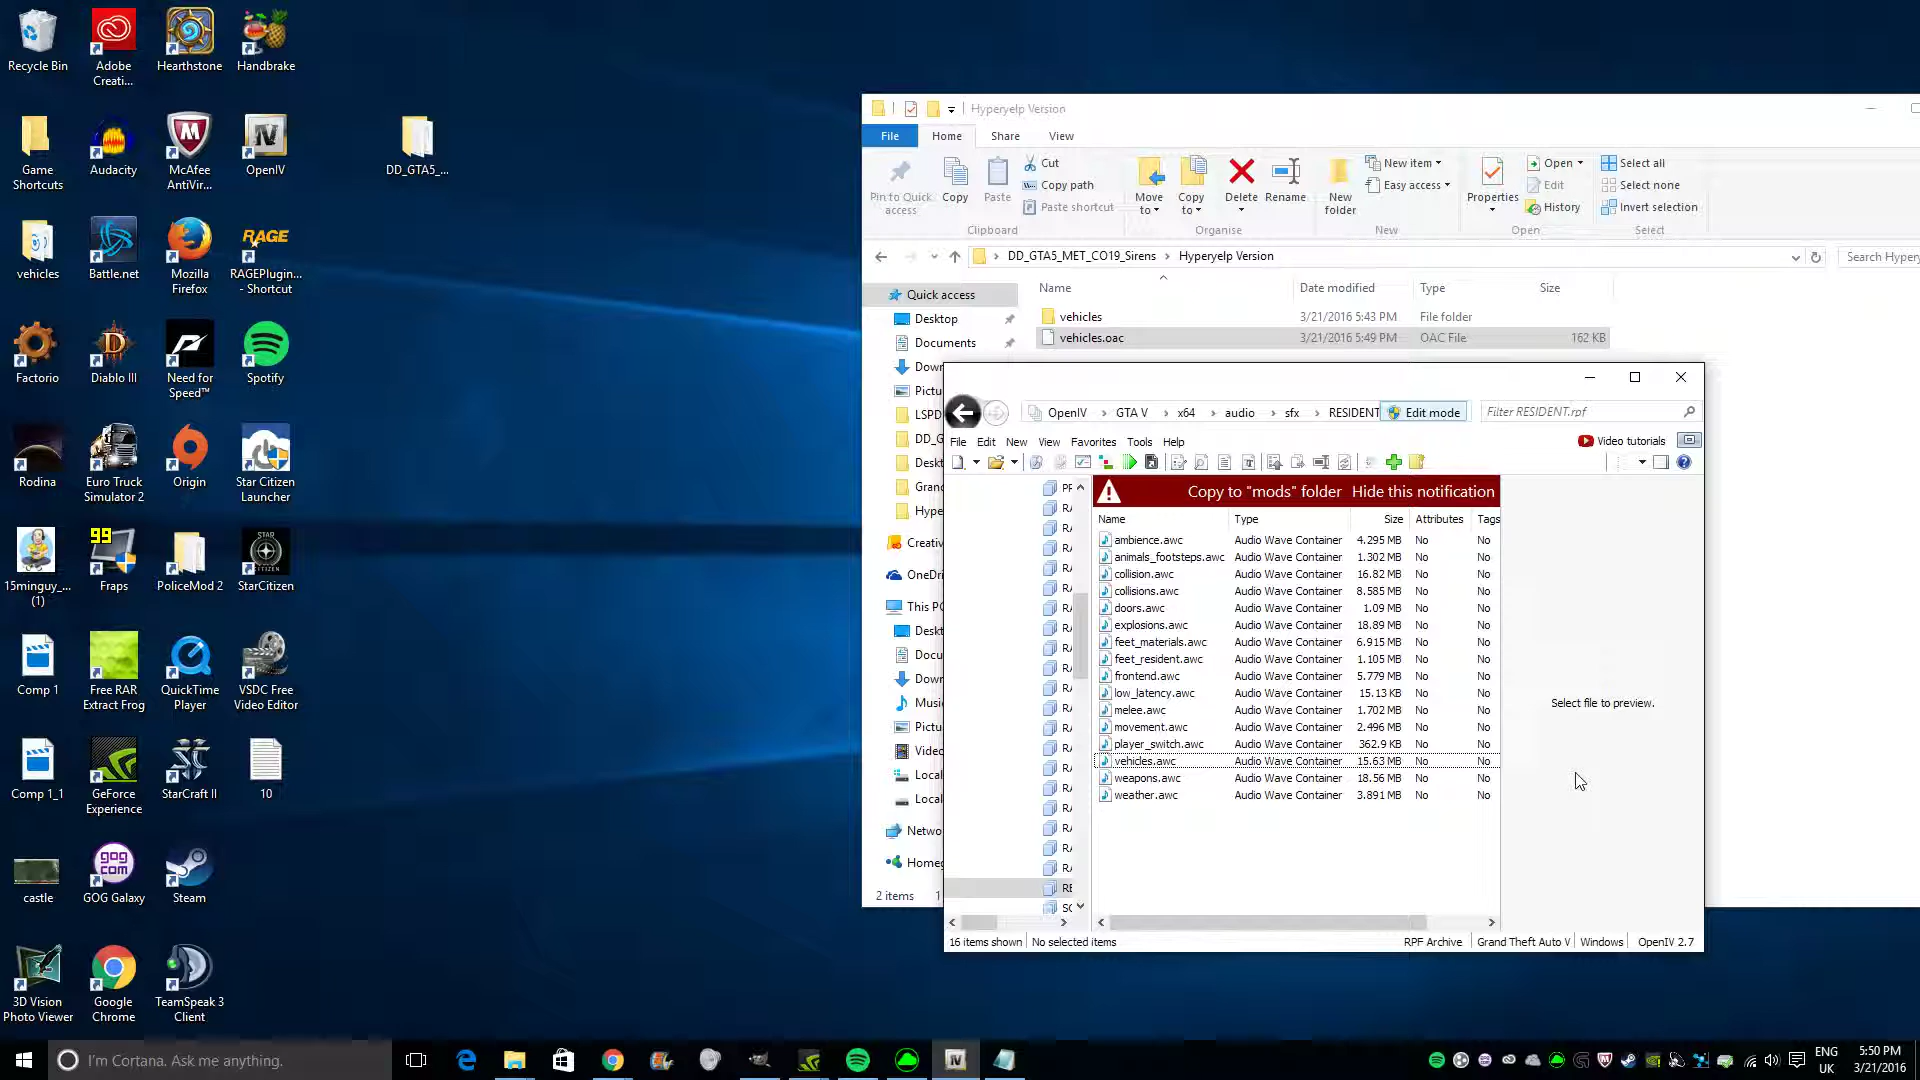 Recycle Bin
Adobe
Creati...
Hearthstone
Handbrake
Game
Shortcuts
Audacity
McAfee
AntiVir...
OpenIV
DD_GTA5_...
vehicles
Battle.net
Mozilla
Firefox
RAGE
RAGEPlugin...
- Shortcut
Factorio
Diablo III
Need for
Speed™
Spotify
Rodina
Euro Truck
Simulator 2
Origin
Star Citizen
Launcher
15minguy_...
(1)
99
Fraps
PoliceMod 2
StarCitizen
Comp 1
Free RAR
Extract Frog
QuickTime
Player
VSDC Free
Video Editor
Comp 1_1
GeForce
Experience
StarCraft II
10
castle
gog
com
GOG Galaxy
Steam
3D Vision
Photo Viewer
Google
Chrome
TeamSpeak 3
Client
Hyperyelp Version
File Home Share View
Pin to Quick
access
Copy
Paste
Cut
Copy path
Paste shortcut
Move
to
Copy
to
Delete
Rename
New
folder
New item
Easy access
Properties
Open
Edit
History
Select all
Select none
Invert selection
Clipboard Organise New Open Select
DD_GTA5_MET_CO19_Sirens Hyperyelp Version Search Hypery
Name Date modified Type Size
vehicles 3/21/2016 5:43 PM File folder
vehicles.oac 3/21/2016 5:49 PM OAC File 162 KB
Quick access
Desktop
Documents
Down
Pictu
LSPD
DD_G
Deskt
Grand
Hype
Creativ
OneDri
This PC
Deskt
Docu
Down
Music
Pictu
Video
Local
Local
Netwo
Homeg
2 items 1
OpenIV GTA V x64 audio sfx RESIDENT Edit mode Filter RESIDENT.rpf
File Edit New View Favorites Tools Help Video tutorials
Copy to "mods" folder Hide this notification
Name Type Size Attributes Tags
ambience.awc Audio Wave Container 4.295 MB No No
animals_footsteps.awc Audio Wave Container 1.302 MB No No
collision.awc Audio Wave Container 16.82 MB No No
collisions.awc Audio Wave Container 8.585 MB No No
doors.awc Audio Wave Container 1.09 MB No No
explosions.awc Audio Wave Container 18.89 MB No No
feet_materials.awc Audio Wave Container 6.915 MB No No
feet_resident.awc Audio Wave Container 1.105 MB No No
frontend.awc Audio Wave Container 5.779 MB No No
low_latency.awc Audio Wave Container 15.13 KB No No
melee.awc Audio Wave Container 1.702 MB No No
movement.awc Audio Wave Container 2.496 MB No No
player_switch.awc Audio Wave Container 362.9 KB No No
vehicles.awc Audio Wave Container 15.63 MB No No
weapons.awc Audio Wave Container 18.56 MB No No
weather.awc Audio Wave Container 3.891 MB No No
Select file to preview.
16 items shown No selected items RPF Archive Grand Theft Auto V Windows OpenIV 2.7
I'm Cortana. Ask me anything.
ENG
UK
5:50 PM
3/21/2016